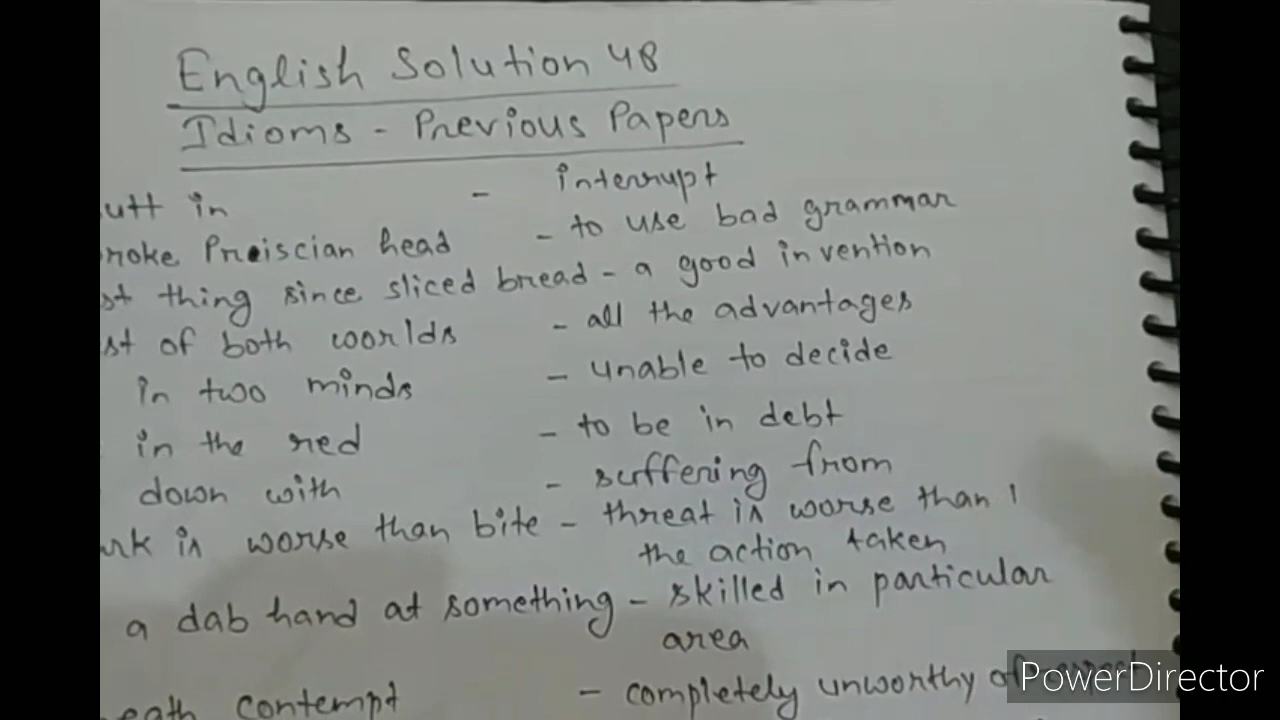 English Solution 48
Idioms - Previous Papers
utt in - interrupt
roke Priscian head - to use bad grammar
st thing since sliced bread - a good invention
st of both worlds - all the advantages
in two minds - unable to decide
in the red - to be in debt
down with - suffering from
ark is worse than bite - threat is worse than
the action taken
a dab hand at something - skilled in particular
area
eath contempt - completely unworthy of
PowerDirector